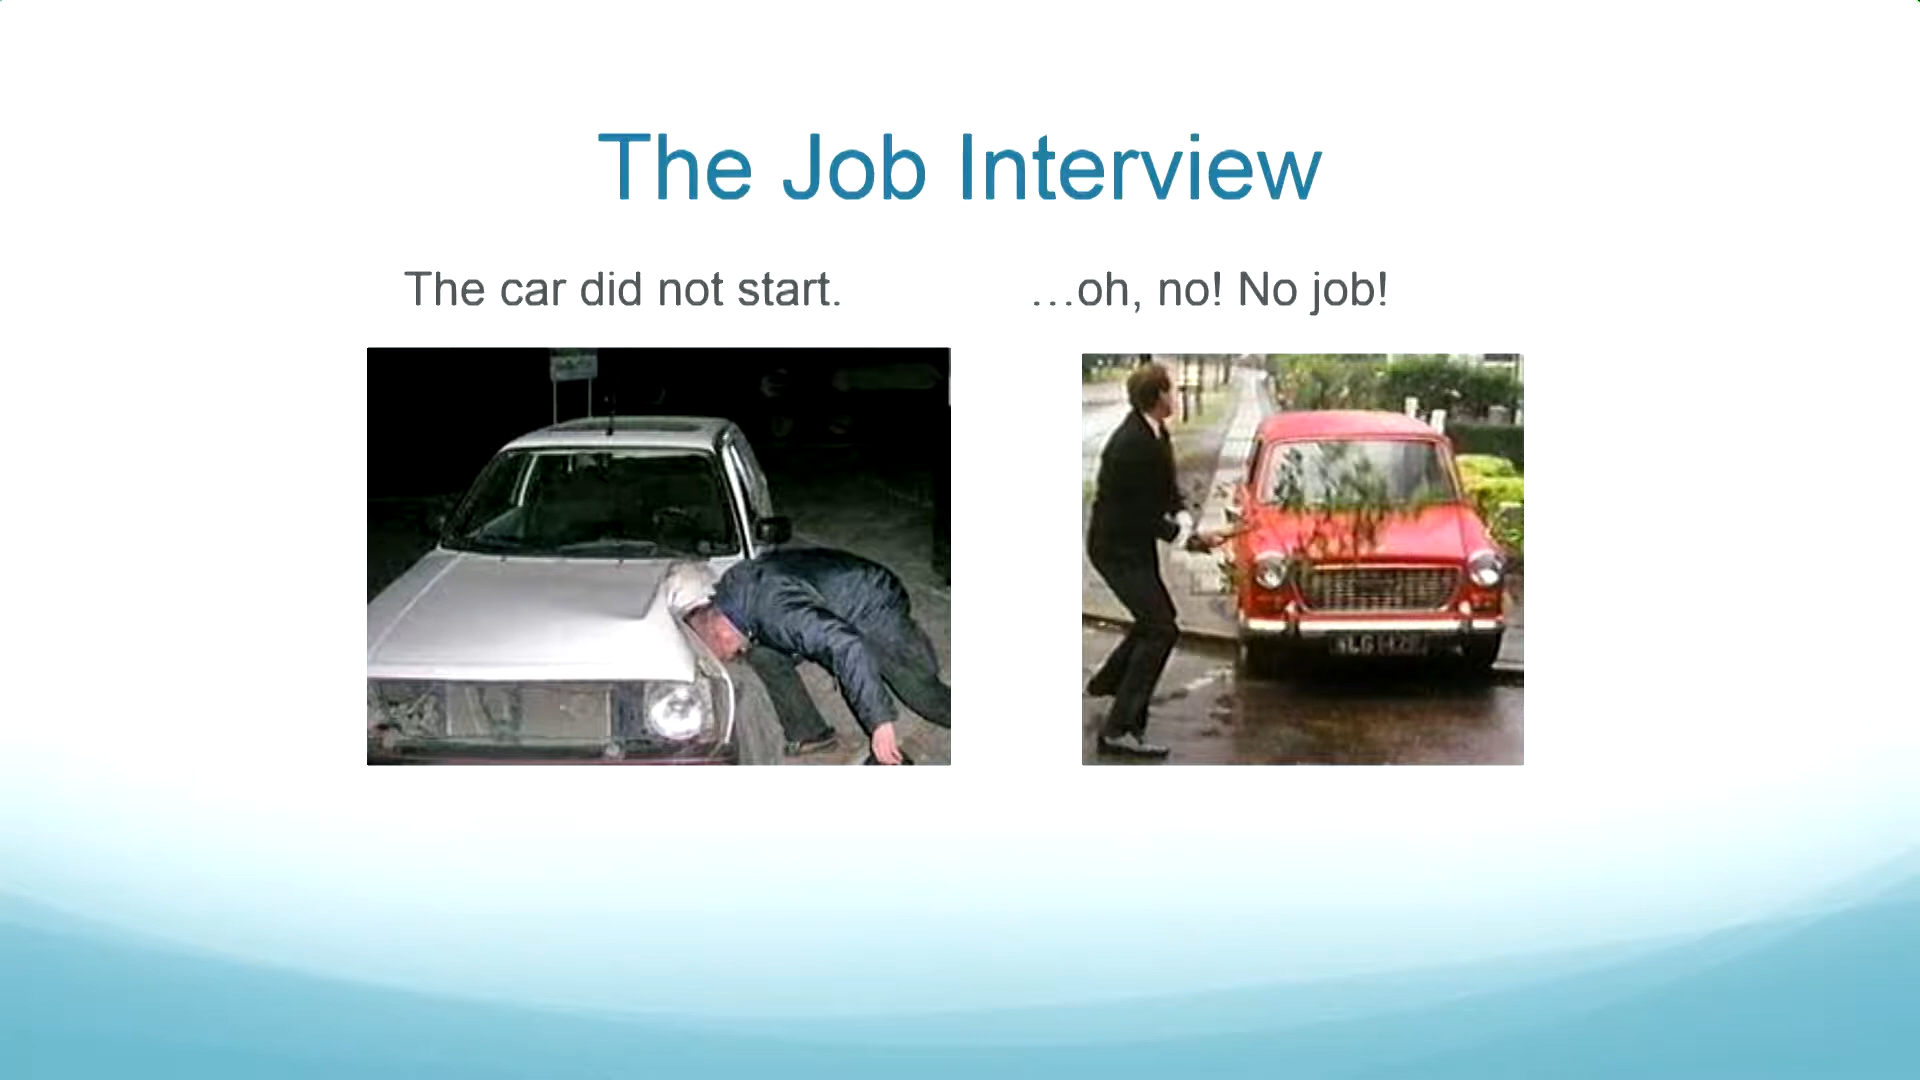 The Job Interview
The car did not start.
…oh, no! No job!